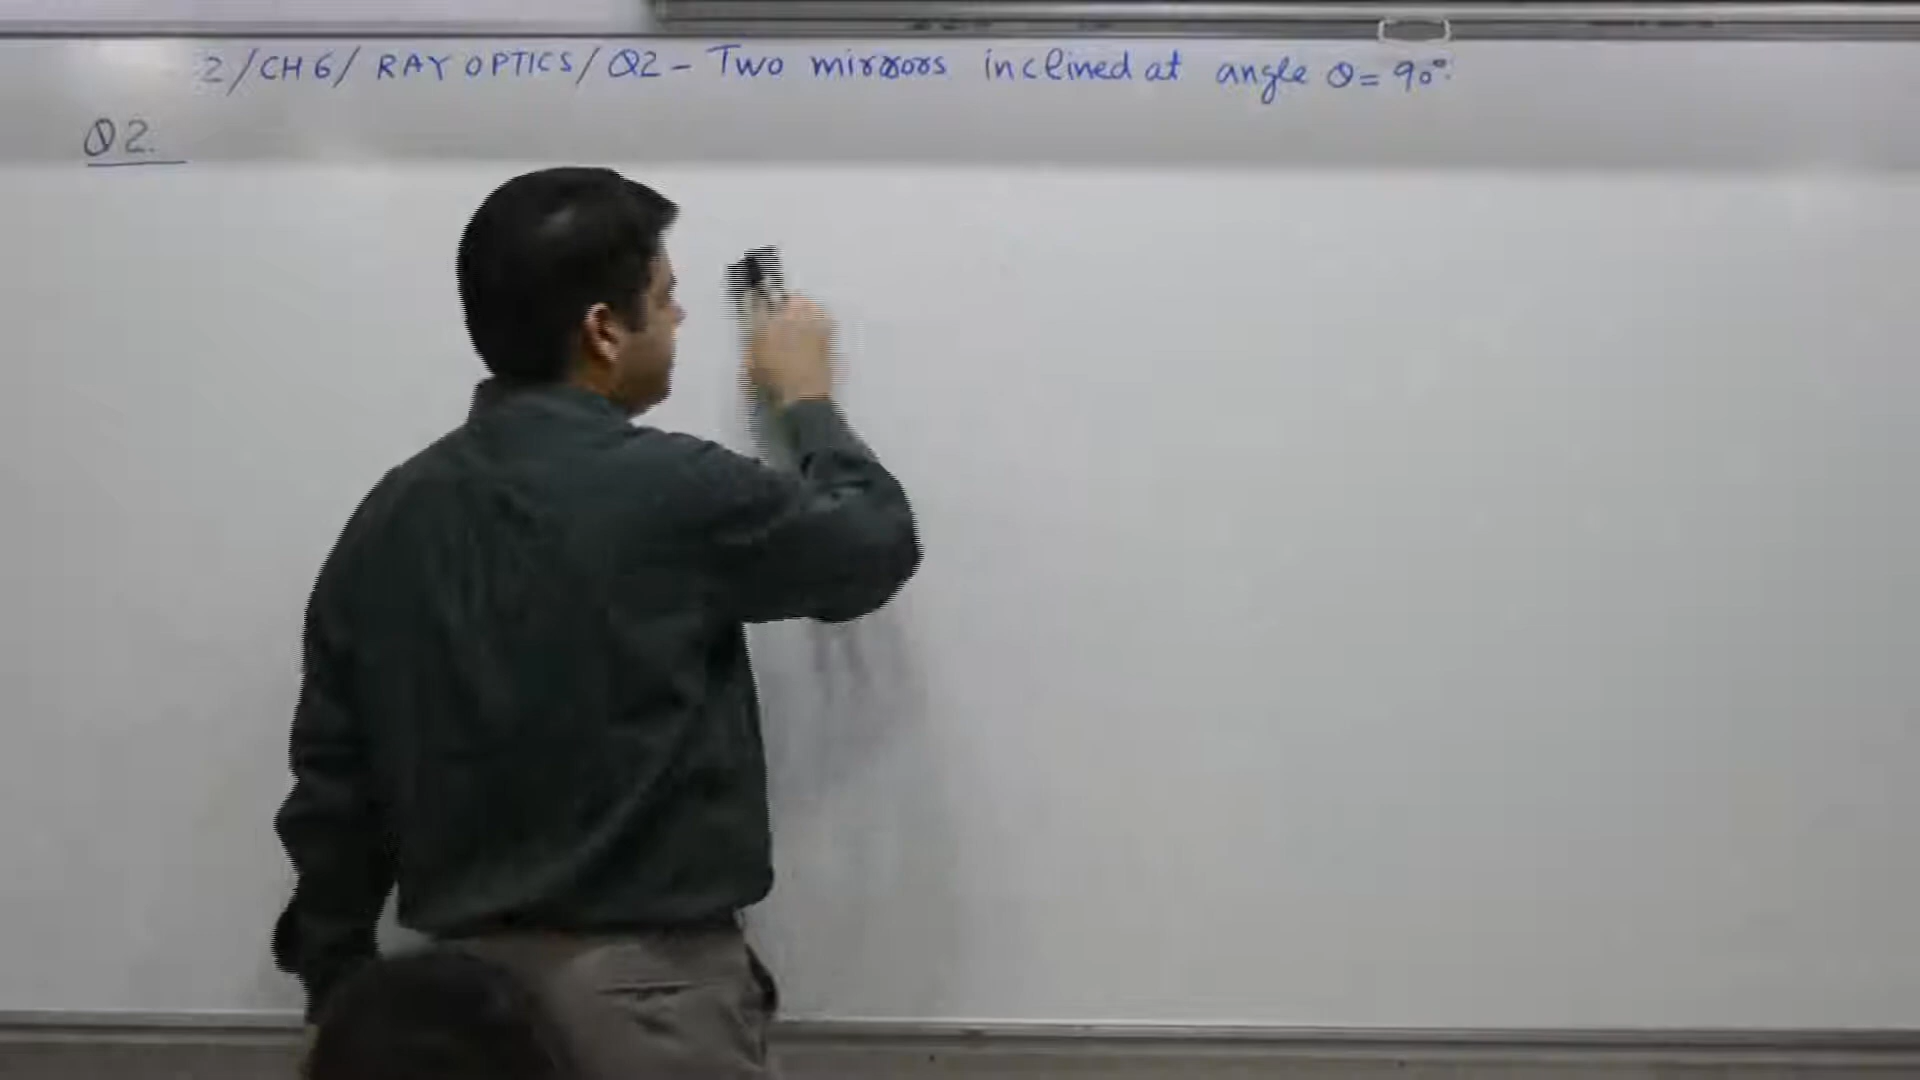 2/CH6/ RAY OPTICS/Q2 - Two mirrors inclined at angle θ = 90°.
Q2.